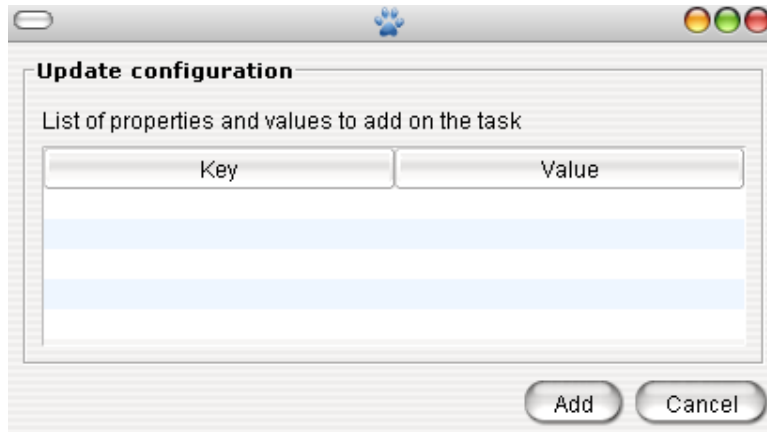 Update configuration
List of properties and values to add on the task
Key Value
Add Cancel